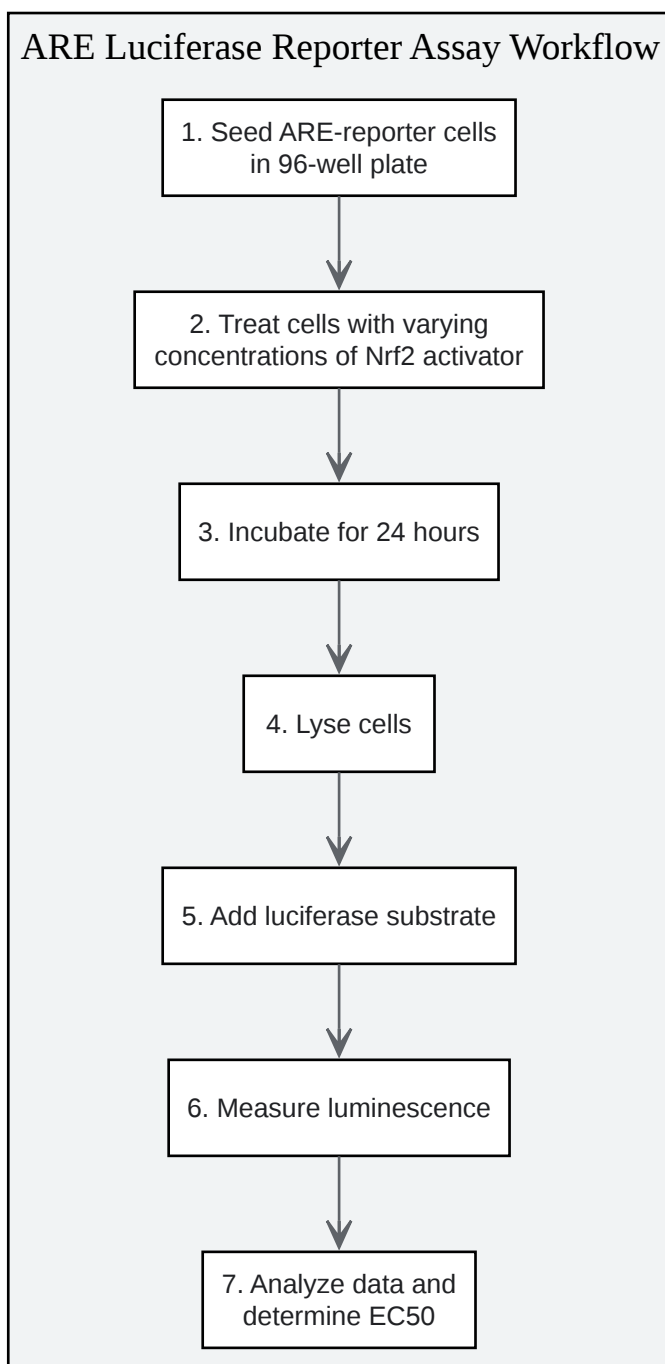 ARE Luciferase Reporter Assay Workflow
1. Seed ARE-reporter cells
in 96-well plate
2. Treat cells with varying
concentrations of Nrf2 activator
3. Incubate for 24 hours
4. Lyse cells
5. Add luciferase substrate
6. Measure luminescence
7. Analyze data and
determine EC50